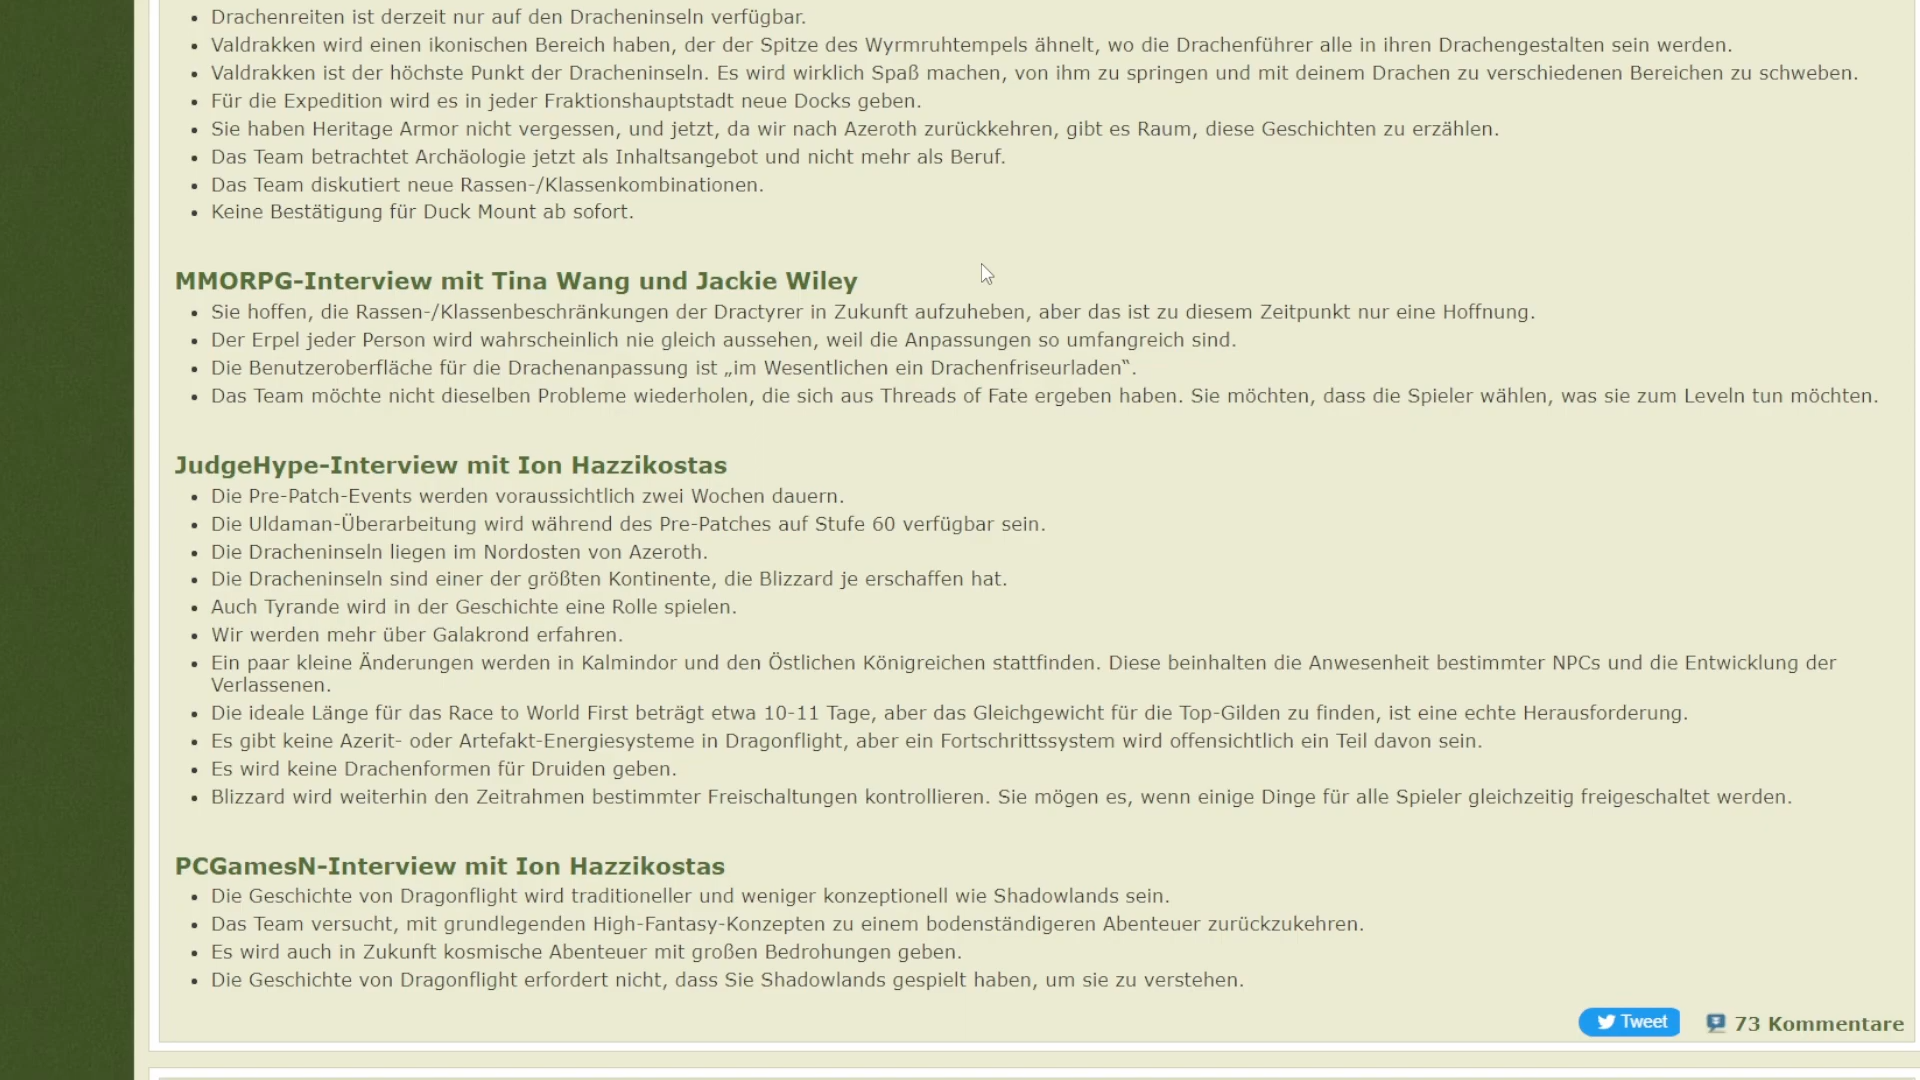 Drachenreiten ist derzeit nur auf den Dracheninseln verfügbar.
Valdrakken wird einen ikonischen Bereich haben, der der Spitze des Wyrmruhtempels ähnelt, wo die Drachenführer alle in ihren Drachengestalten sein werden.
Valdrakken ist der höchste Punkt der Dracheninseln. Es wird wirklich Spaß machen, von ihm zu springen und mit deinem Drachen zu verschiedenen Bereichen zu schweben.
Für die Expedition wird es in jeder Fraktionshauptstadt neue Docks geben.
Sie haben Heritage Armor nicht vergessen, und jetzt, da wir nach Azeroth zurückkehren, gibt es Raum, diese Geschichten zu erzählen.
Das Team betrachtet Archäologie jetzt als Inhaltsangebot und nicht mehr als Beruf.
Das Team diskutiert neue Rassen-/Klassenkombinationen.
Keine Bestätigung für Duck Mount ab sofort.
MMORPG-Interview mit Tina Wang und Jackie Wiley
Sie hoffen, die Rassen-/Klassenbeschränkungen der Dractyrer in Zukunft aufzuheben, aber das ist zu diesem Zeitpunkt nur eine Hoffnung.
Der Erpel jeder Person wird wahrscheinlich nie gleich aussehen, weil die Anpassungen so umfangreich sind.
Die Benutzeroberfläche für die Drachenanpassung ist „im Wesentlichen ein Drachenfriseurladen“.
Das Team möchte nicht dieselben Probleme wiederholen, die sich aus Threads of Fate ergeben haben. Sie möchten, dass die Spieler wählen, was sie zum Leveln tun möchten.
JudgeHype-Interview mit Ion Hazzikostas
Die Pre-Patch-Events werden voraussichtlich zwei Wochen dauern.
Die Uldaman-Überarbeitung wird während des Pre-Patches auf Stufe 60 verfügbar sein.
Die Dracheninseln liegen im Nordosten von Azeroth.
Die Dracheninseln sind einer der größten Kontinente, die Blizzard je erschaffen hat.
Auch Tyrande wird in der Geschichte eine Rolle spielen.
Wir werden mehr über Galakrond erfahren.
Ein paar kleine Änderungen werden in Kalmindor und den Östlichen Königreichen stattfinden. Diese beinhalten die Anwesenheit bestimmter NPCs und die Entwicklung der
Verlassenen.
Die ideale Länge für das Race to World First beträgt etwa 10-11 Tage, aber das Gleichgewicht für die Top-Gilden zu finden, ist eine echte Herausforderung.
Es gibt keine Azerit- oder Artefakt-Energiesysteme in Dragonflight, aber ein Fortschrittssystem wird offensichtlich ein Teil davon sein.
Es wird keine Drachenformen für Druiden geben.
Blizzard wird weiterhin den Zeitrahmen bestimmter Freischaltungen kontrollieren. Sie mögen es, wenn einige Dinge für alle Spieler gleichzeitig freigeschaltet werden.
PCGamesN-Interview mit Ion Hazzikostas
Die Geschichte von Dragonflight wird traditioneller und weniger konzeptionell wie Shadowlands sein.
Das Team versucht, mit grundlegenden High-Fantasy-Konzepten zu einem bodenständigeren Abenteuer zurückzukehren.
Es wird auch in Zukunft kosmische Abenteuer mit großen Bedrohungen geben.
Die Geschichte von Dragonflight erfordert nicht, dass Sie Shadowlands gespielt haben, um sie zu verstehen.
Tweet 73 Kommentare